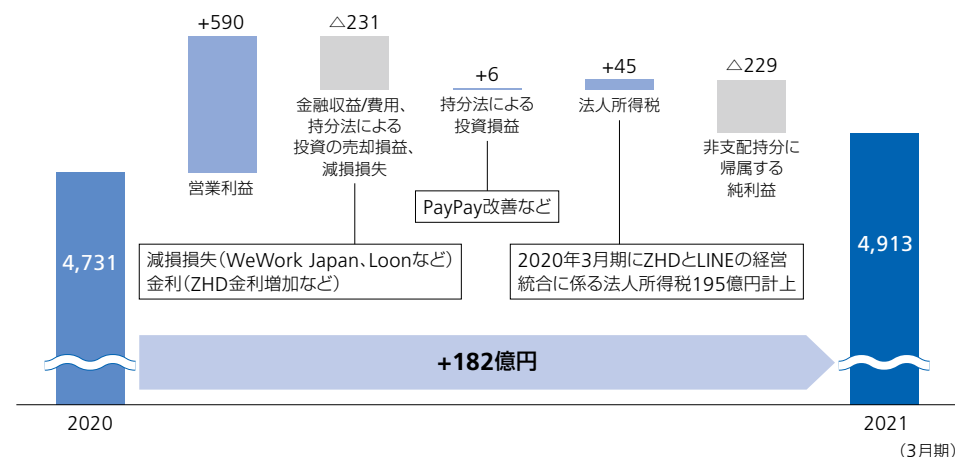 +590
営業利益
△231
金融収益/費用、
持分法による
投資の売却損益、
減損損失
+6
持分法による
投資損益
+45
法人所得税
△229
非支配持分に
帰属する
純利益
PayPay改善など
減損損失(WeWork Japan、Loonなど)
金利(ZHD金利増加など)
2020年3月期にZHDとLINEの経営
統合に係る法人所得税195億円計上
4,731
4,913
+182億円
2020
2021
(3月期)